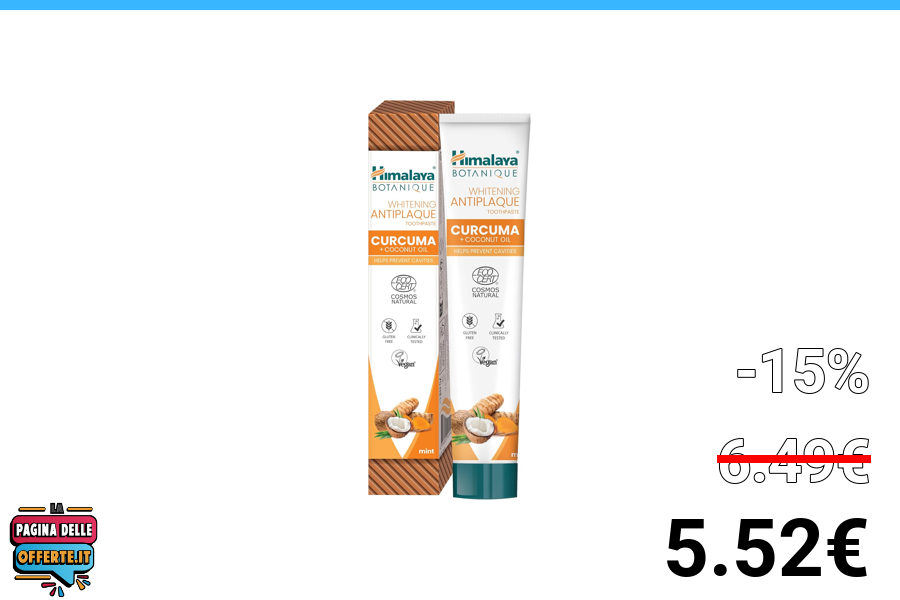 Himalaya
BOTANIQUE
WHITENING
ANTIPLAQUE
TOOTHPASTE
CURCUMA
+ COCONUT OIL
HELPS PREVENT CAVITIES
ECO
CERT
COSMOS
NATURAL
GLUTEN
FREE
CLINICALLY
TESTED
Vegan
mint
Himalaya
BOTANIQUE
WHITENING
ANTIPLAQUE
TOOTHPASTE
CURCUMA
+ COCONUT OIL
HELPS PREVENT CAVITIES
ECO
CERT
COSMOS
NATURAL
GLUTEN
FREE
CLINICALLY
TESTED
Vegan
-15%
6.49€
5.52€
LA
PAGINA DELLE
OFFERTE.IT